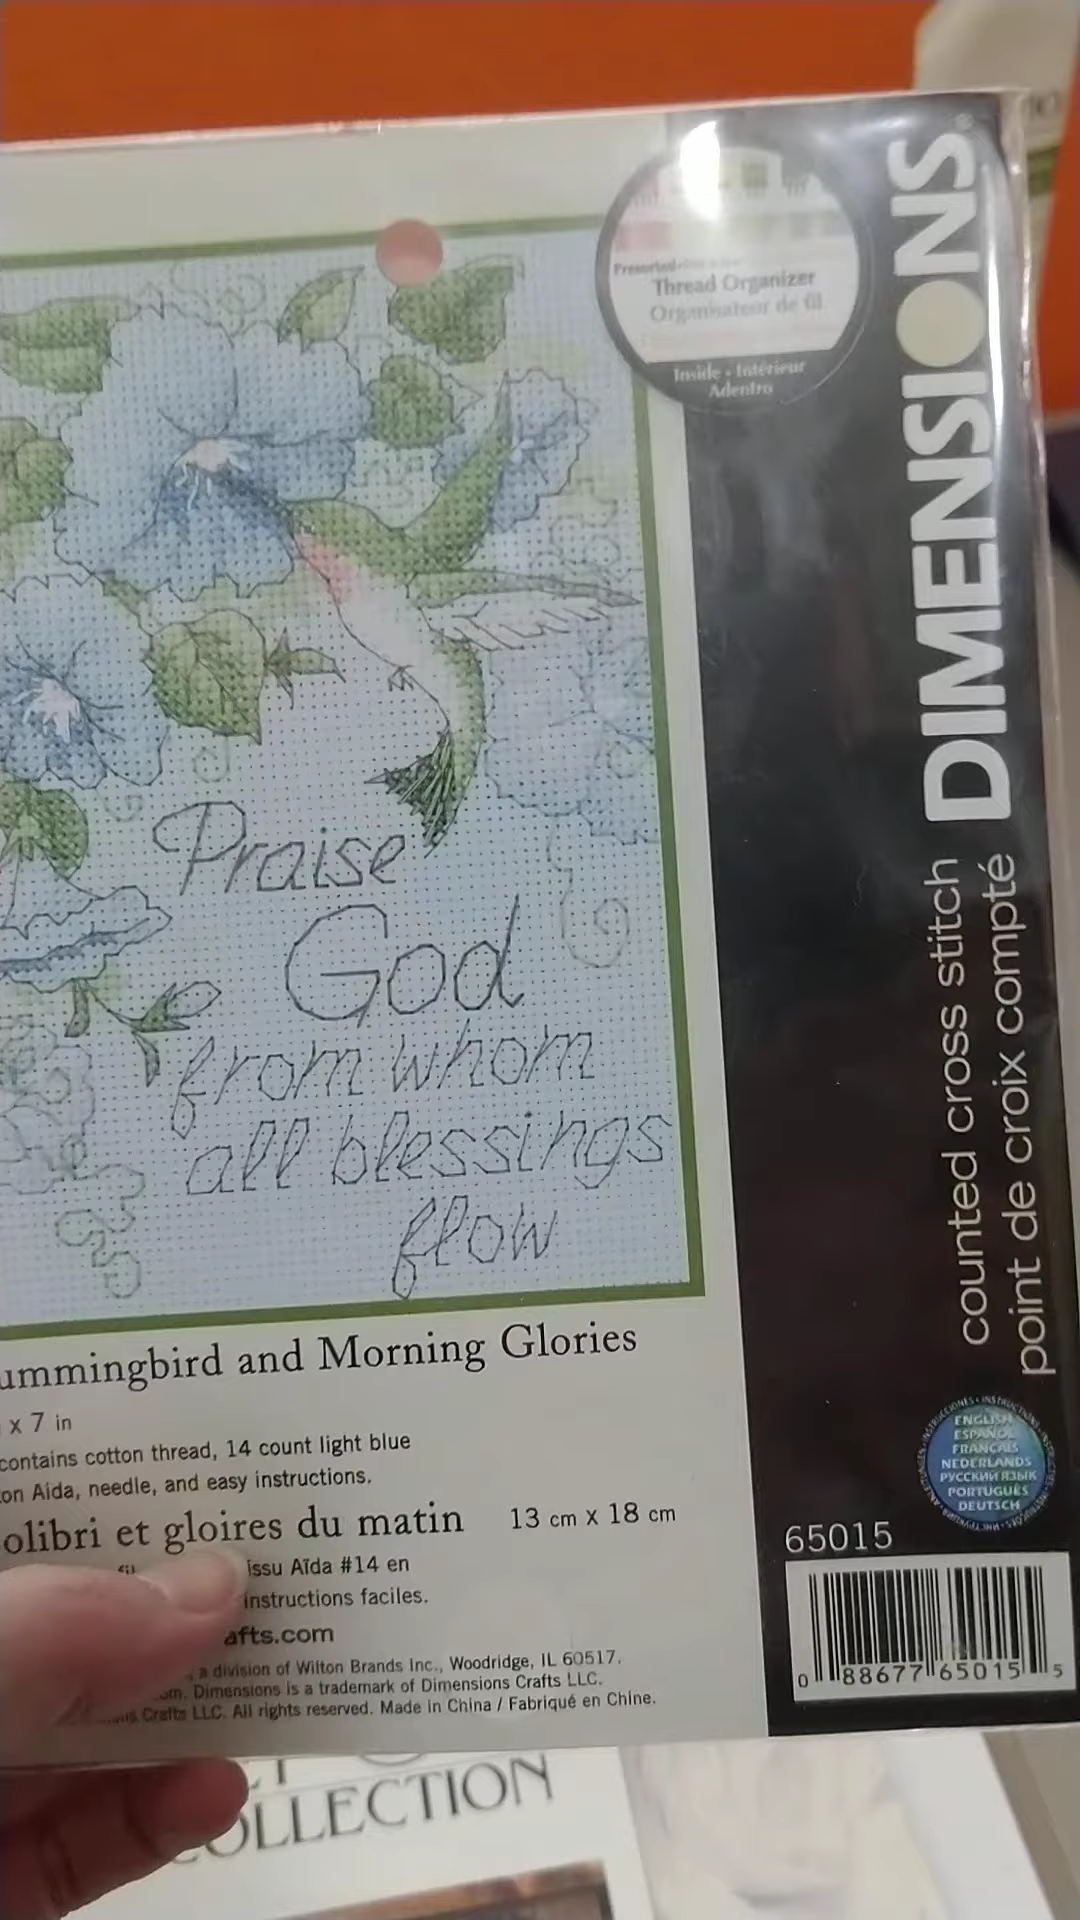 DIMENSIONS®
counted cross stitch
point de croix compté
Thread Organizer
Organisateur de fil
Inside • Intérieur
Adentro
Praise
God
from whom
all blessings
flow
ummingbird and Morning Glories
x 7 in
contains cotton thread, 14 count light blue
on Aida, needle, and easy instructions.
olibri et gloires du matin 13 cm X 18 cm
issu Aïda #14 en
instructions faciles.
afts.com
, a division of Wilton Brands Inc., Woodridge, IL 60517.
om. Dimensions is a trademark of Dimensions Crafts LLC.
Crafts LLC. All rights reserved. Made in China / Fabriqué en Chine.
ENGLISH
ESPAÑOL
FRANÇAIS
NEDERLANDS
РУССКИЙ ЯЗЫК
PORTUGUÊS
DEUTSCH
65015
0 88677 65015 5
OLLECTION